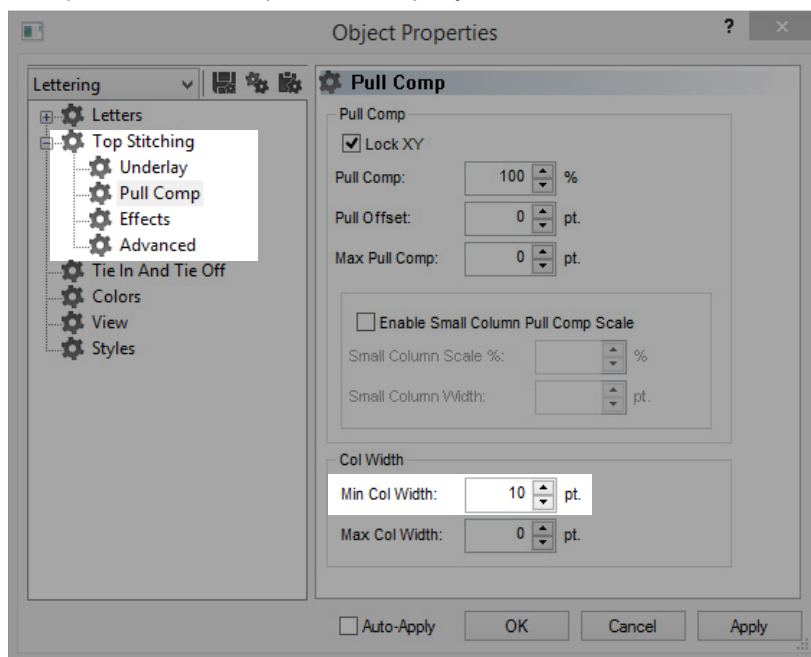 Object Properties
?
Lettering
Letters
Top Stitching
Underlay
Pull Comp
Effects
Advanced
Tie In And Tie Off
Colors
View
Styles
Pull Comp
Pull Comp
Lock XY
Pull Comp: 100 %
Pull Offset: 0 pt.
Max Pull Comp: 0 pt.
Enable Small Column Pull Comp Scale
Small Column Scale %: %
Small Column Width: pt.
Col Width
Min Col Width: 10 pt.
Max Col Width: 0 pt.
Auto-Apply OK Cancel Apply